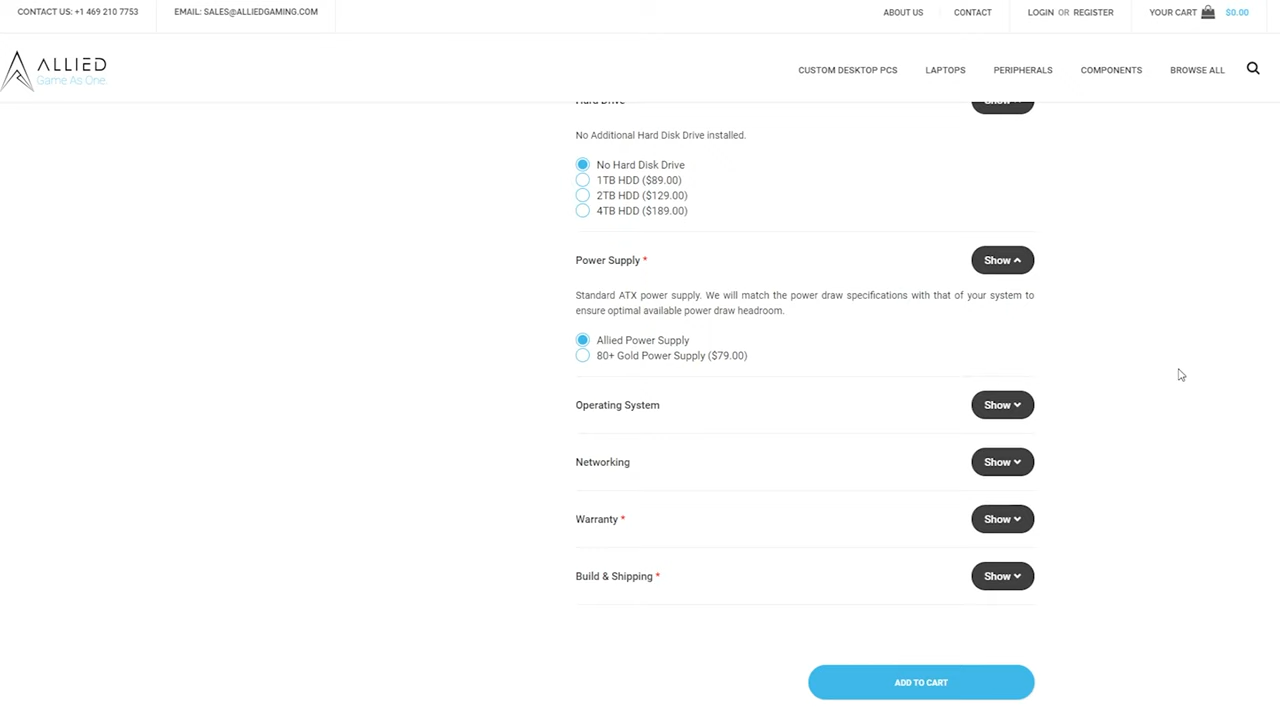 CONTACT US: +1 469 210 7753
EMAIL: SALES@ALLIEDGAMING.COM
ABOUT US
CONTACT
LOGIN OR REGISTER
YOUR CART
$0.00
ALLIED
Game As One.
CUSTOM DESKTOP PCS
LAPTOPS
PERIPHERALS
COMPONENTS
BROWSE ALL
Hard Drive
Show
No Additional Hard Disk Drive installed.
No Hard Disk Drive
1TB HDD ($89.00)
2TB HDD ($129.00)
4TB HDD ($189.00)
Power Supply *
Show
Standard ATX power supply. We will match the power draw specifications with that of your system to
ensure optimal available power draw headroom.
Allied Power Supply
80+ Gold Power Supply ($79.00)
Operating System
Show
Networking
Show
Warranty *
Show
Build & Shipping *
Show
ADD TO CART